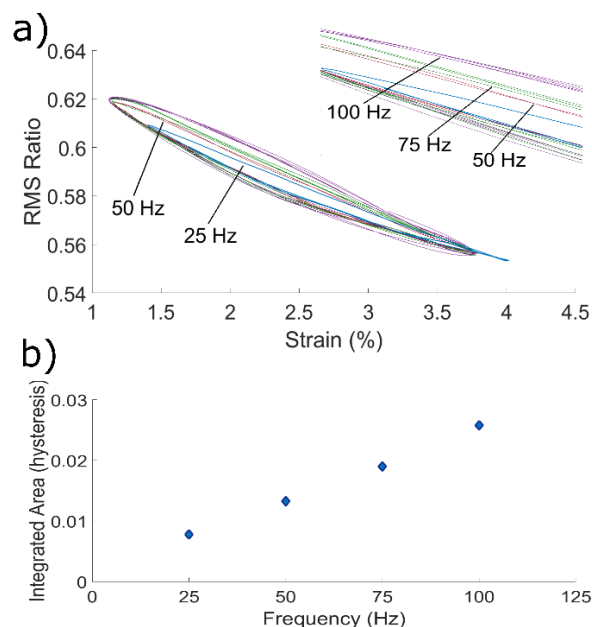 a)
0.64
0.62
0.6
0.58
0.56
0.54
RMS Ratio
100 Hz
75 Hz
50 Hz
50 Hz
25 Hz
1 1.5 2 2.5 3 3.5 4 4.5
Strain (%)
b)
0.03
0.02
0.01
0
Integrated Area (hysteresis)
0 25 50 75 100 125
Frequency (Hz)